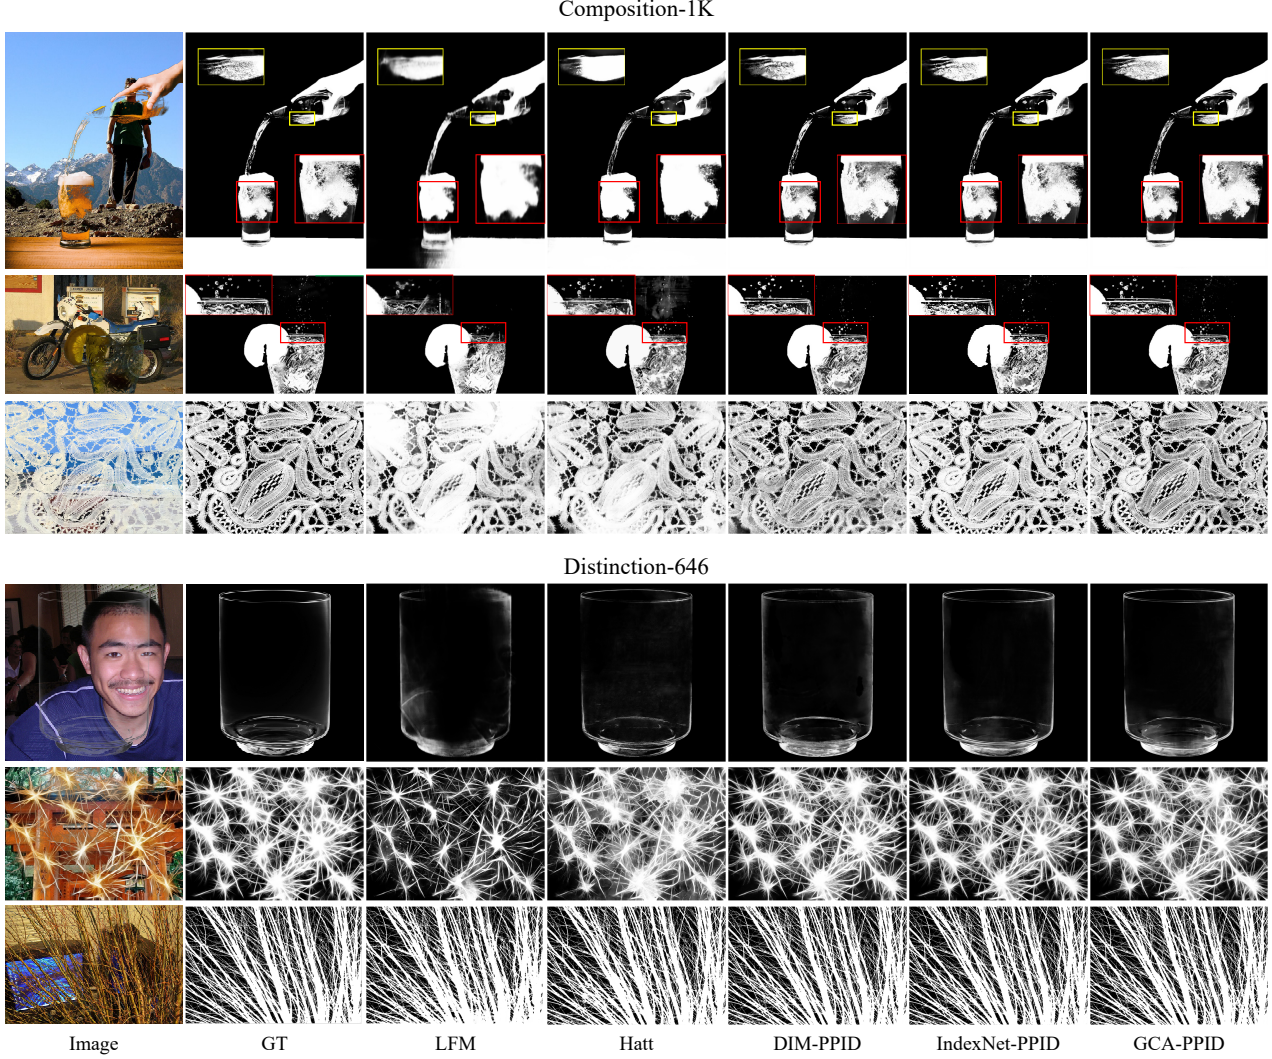 Composition-1K
Distinction-646
Image GT LFM Hatt DIM-PPID IndexNet-PPID GCA-PPID